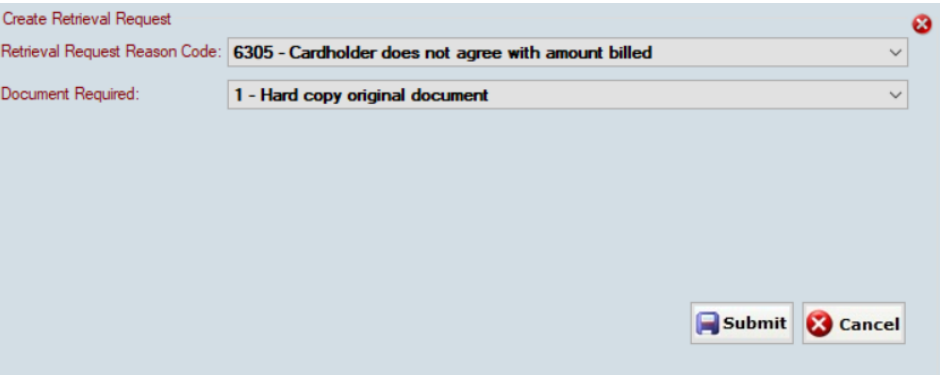 Create Retrieval Request
Retrieval Request Reason Code: 6305 - Cardholder does not agree with amount billed
Document Required: 1 - Hard copy original document
Submit Cancel